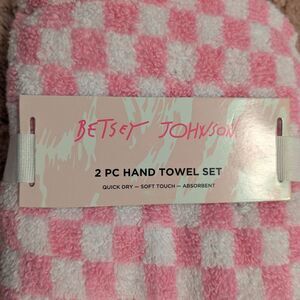 BETSEY JOHNSON
2 PC HAND TOWEL SET
QUICK DRY — SOFT TOUCH — ABSORBENT